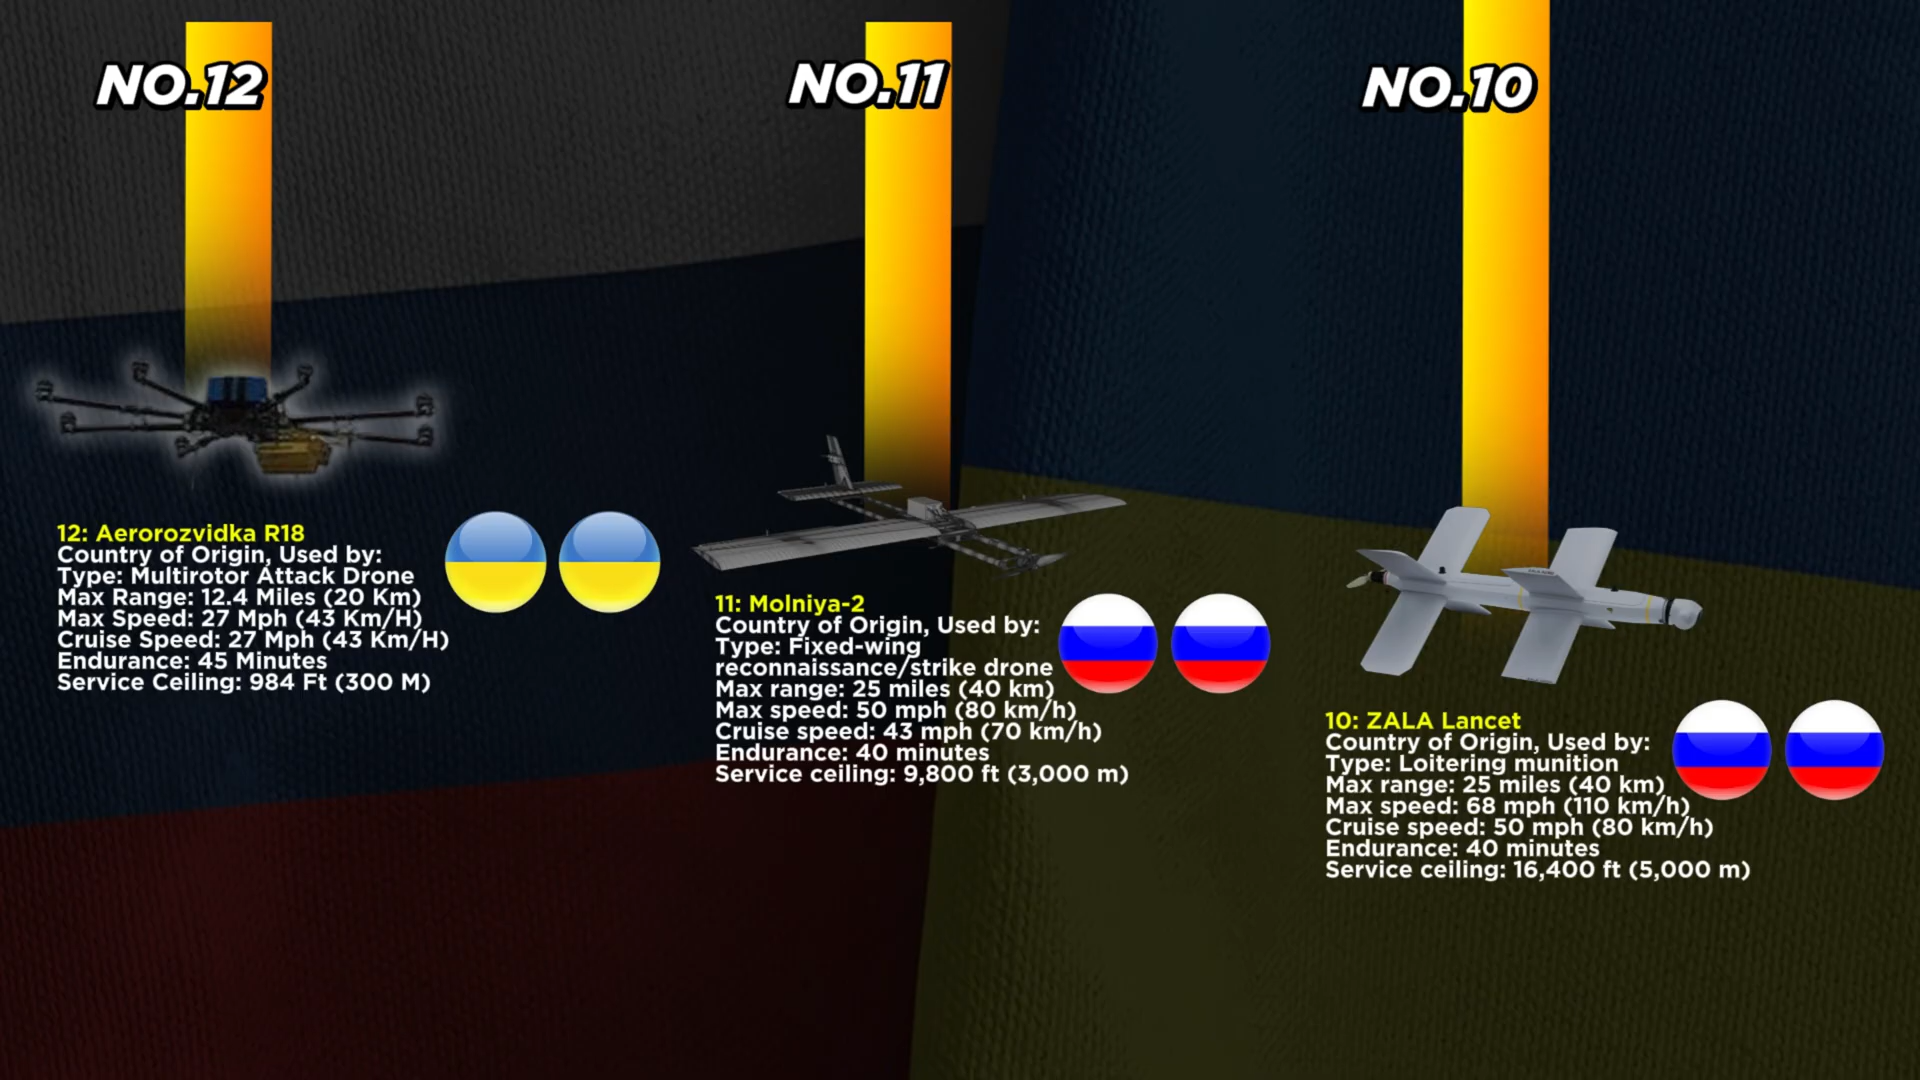 NO.12
12: Aerorozvidka R18
Country of Origin, Used by:
Type: Multirotor Attack Drone
Max Range: 12.4 Miles (20 Km)
Max Speed: 27 Mph (43 Km/H)
Cruise Speed: 27 Mph (43 Km/H)
Endurance: 45 Minutes
Service Ceiling: 984 Ft (300 M)
NO.11
11: Molniya-2
Country of Origin, Used by:
Type: Fixed-wing
reconnaissance/strike drone
Max range: 25 miles (40 km)
Max speed: 50 mph (80 km/h)
Cruise speed: 43 mph (70 km/h)
Endurance: 40 minutes
Service ceiling: 9,800 ft (3,000 m)
NO.10
10: ZALA Lancet
Country of Origin, Used by:
Type: Loitering munition
Max range: 25 miles (40 km)
Max speed: 68 mph (110 km/h)
Cruise speed: 50 mph (80 km/h)
Endurance: 40 minutes
Service ceiling: 16,400 ft (5,000 m)